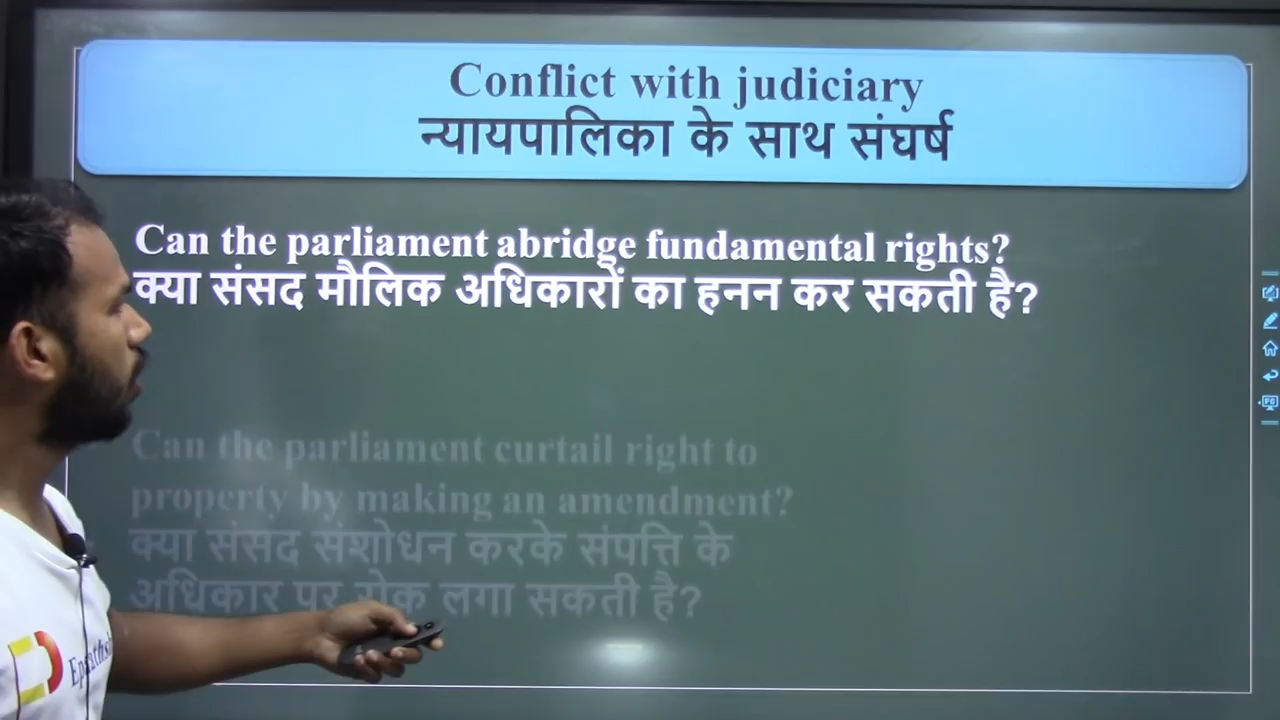 Conflict with judiciary
न्यायपालिका के साथ संघर्ष
Can the parliament abridge fundamental rights?
क्या संसद मौलिक अधिकारों का हनन कर सकती है?
Can the parliament curtail right to
property by making an amendment?
क्या संसद संशोधन करके संपत्ति के
अधिकार पर रोक लगा सकती है?